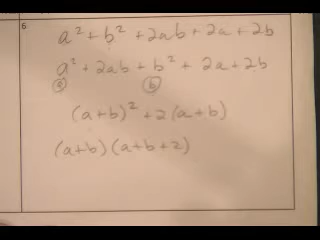 6
a² + b² + 2ab + 2a + 2b
a² + 2ab + b² + 2a + 2b
a b
(a+b)² + 2(a+b)
(a+b)(a+b+2)